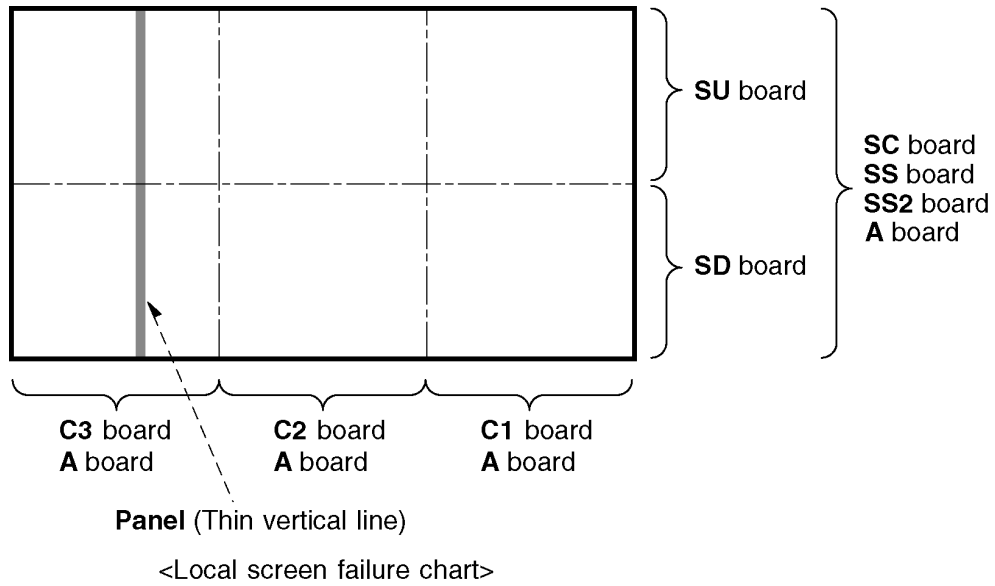 SU board
SC board
SS board
SS2 board
A board
SD board
C3 board
A board
C2 board
A board
C1 board
A board
Panel (Thin vertical line)
<Local screen failure chart>